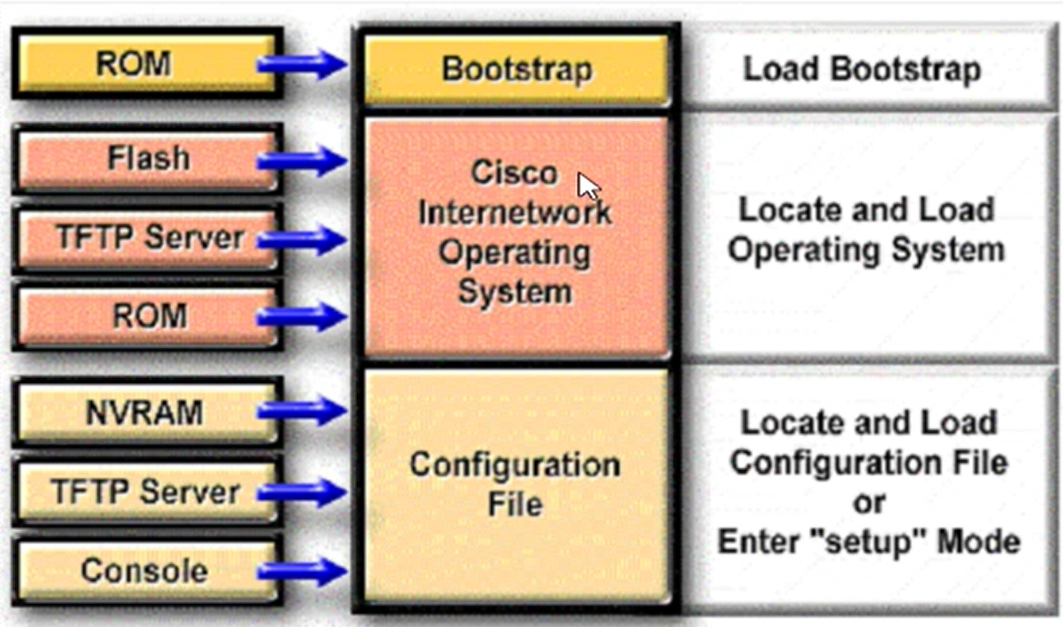 ROM
Bootstrap
Load Bootstrap
Flash
TFTP Server
ROM
Cisco
Internetwork
Operating
System
Locate and Load
Operating System
NVRAM
TFTP Server
Console
Configuration
File
Locate and Load
Configuration File
or
Enter "setup" Mode